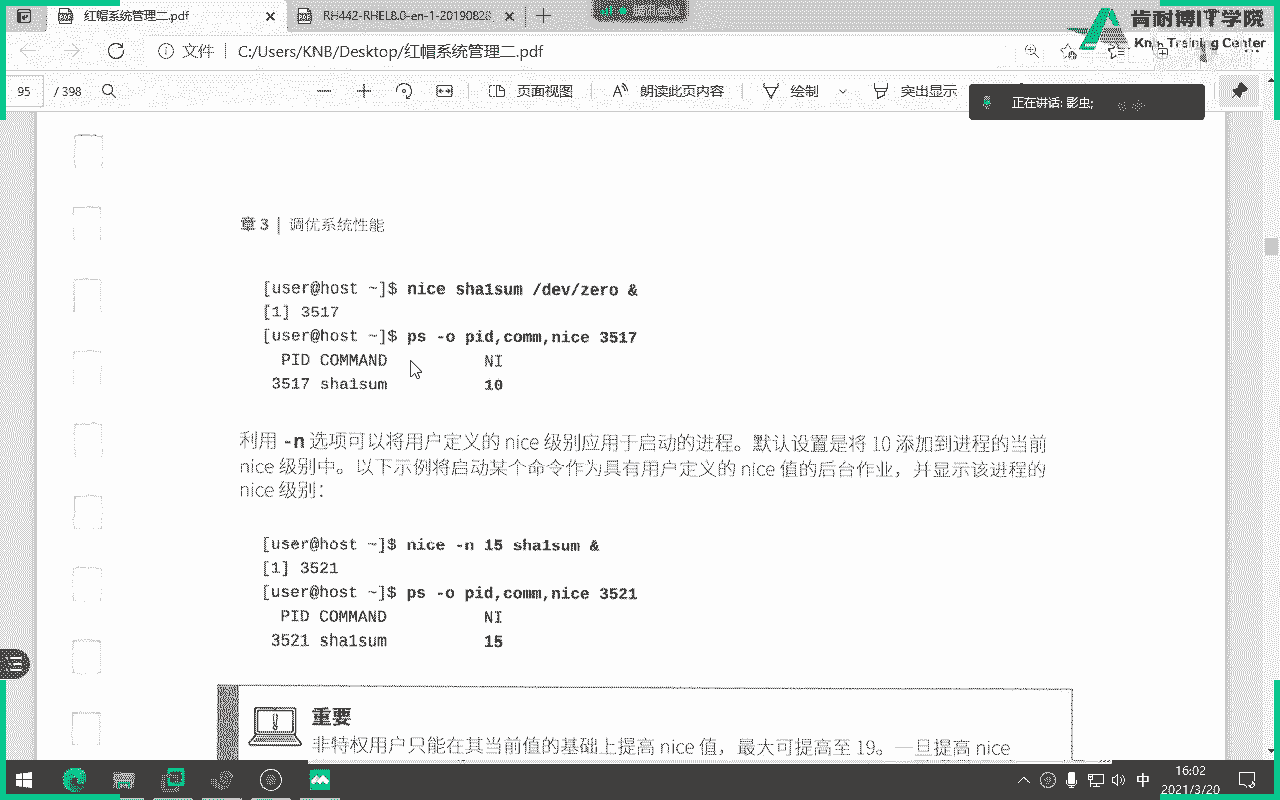 红帽系统管理二.pdf
RH442-RHEL8.0-en-1-20190828
肯耐博IT学院
文件
C:/Users/KNB/Desktop/红帽系统管理二.pdf
95 / 398
页面视图
朗读此页内容
绘制
突出显示
正在讲话: 影虫;
章 3 | 调优系统性能
[user@host ~]$ nice sha1sum /dev/zero &
[1] 3517
[user@host ~]$ ps -o pid,comm,nice 3517
PID COMMAND NI
3517 sha1sum 10
利用 -n 选项可以将用户定义的 nice 级别应用于启动的进程。默认设置是将 10 添加到进程的当前
nice 级别中。以下示例将启动某个命令作为具有用户定义的 nice 值的后台作业，并显示该进程的
nice 级别：
[user@host ~]$ nice -n 15 sha1sum &
[1] 3521
[user@host ~]$ ps -o pid,comm,nice 3521
PID COMMAND NI
3521 sha1sum 15
重要
非特权用户只能在其当前值的基础上提高 nice 值，最大可提高至 19。一旦提高 nice
中
16:02
2021/3/20